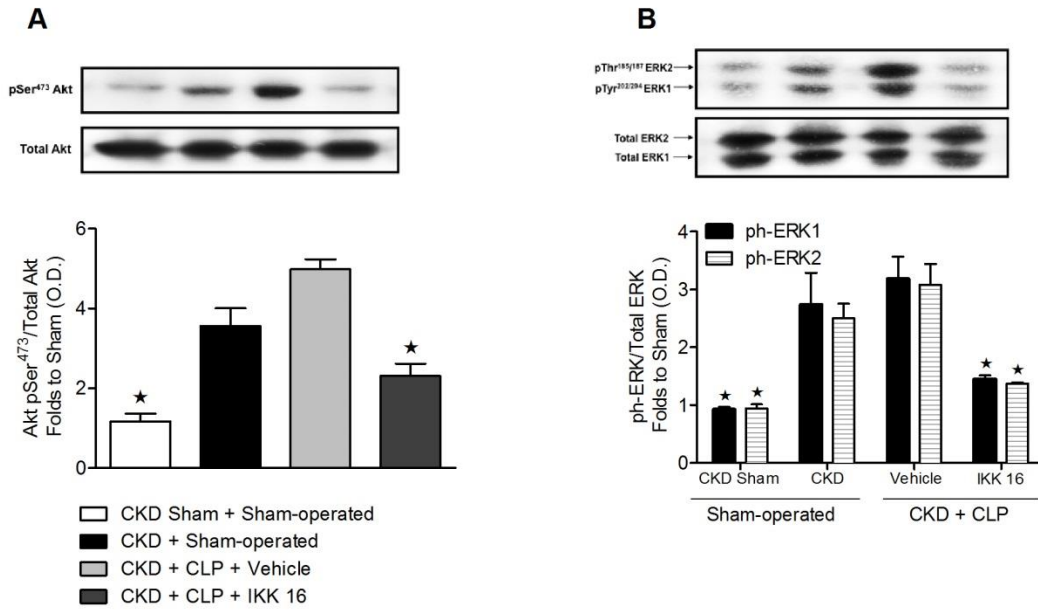 A
pSer⁴⁷³ Akt
Total Akt
6
4
2
0
Akt pSer⁴⁷³/Total Akt
Folds to Sham (O.D.)
★
★
CKD Sham + Sham-operated
CKD + Sham-operated
CKD + CLP + Vehicle
CKD + CLP + IKK 16
B
pThr¹⁸⁵/¹⁸⁷ ERK2
pTyr²⁰²/²⁰⁴ ERK1
Total ERK2
Total ERK1
4
3
2
1
0
ph-ERK/Total ERK
Folds to Sham (O.D.)
ph-ERK1
ph-ERK2
★ ★
★ ★
CKD Sham CKD Vehicle IKK 16
Sham-operated CKD + CLP